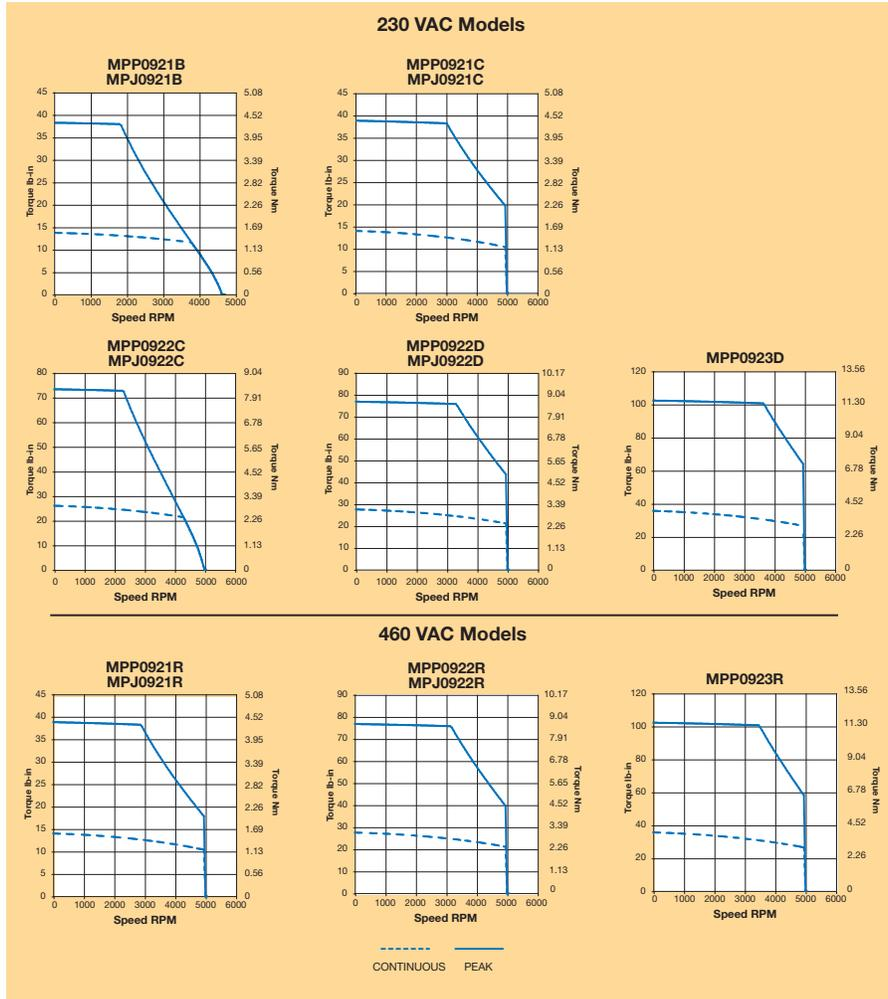 230 VAC Models
MPP0921B
MPJ0921B
45
40
35
30
25
20
15
10
5
0
Torque lb-in
5.08
4.52
3.95
3.39
2.82
2.26
1.69
1.13
0.56
0
Torque Nm
0 1000 2000 3000 4000 5000
Speed RPM
MPP0921C
MPJ0921C
45
40
35
30
25
20
15
10
5
0
Torque lb-in
5.08
4.52
3.95
3.39
2.82
2.26
1.69
1.13
0.56
0
Torque Nm
0 1000 2000 3000 4000 5000 6000
Speed RPM
MPP0922C
MPJ0922C
80
70
60
50
40
30
20
10
0
Torque lb-in
9.04
7.91
6.78
5.65
4.52
3.39
2.26
1.13
0
Torque Nm
0 1000 2000 3000 4000 5000 6000
Speed RPM
MPP0922D
MPJ0922D
90
80
70
60
50
40
30
20
10
0
Torque lb-in
10.17
9.04
7.91
6.78
5.65
4.52
3.39
2.26
1.13
0
Torque Nm
0 1000 2000 3000 4000 5000 6000
Speed RPM
MPP0923D
120
100
80
60
40
20
0
Torque lb-in
13.56
11.30
9.04
6.78
4.52
2.26
0
Torque Nm
0 1000 2000 3000 4000 5000 6000
Speed RPM
460 VAC Models
MPP0921R
MPJ0921R
45
40
35
30
25
20
15
10
5
0
Torque lb-in
5.08
4.52
3.95
3.39
2.82
2.26
1.69
1.13
0.56
0
Torque Nm
0 1000 2000 3000 4000 5000 6000
Speed RPM
MPP0922R
MPJ0922R
90
80
70
60
50
40
30
20
10
0
Torque lb-in
10.17
9.04
7.91
6.78
5.65
4.52
3.39
2.26
1.13
0
Torque Nm
0 1000 2000 3000 4000 5000 6000
Speed RPM
MPP0923R
120
100
80
60
40
20
0
Torque lb-in
13.56
11.30
9.04
6.78
4.52
2.26
0
Torque Nm
0 1000 2000 3000 4000 5000 6000
Speed RPM
CONTINUOUS PEAK